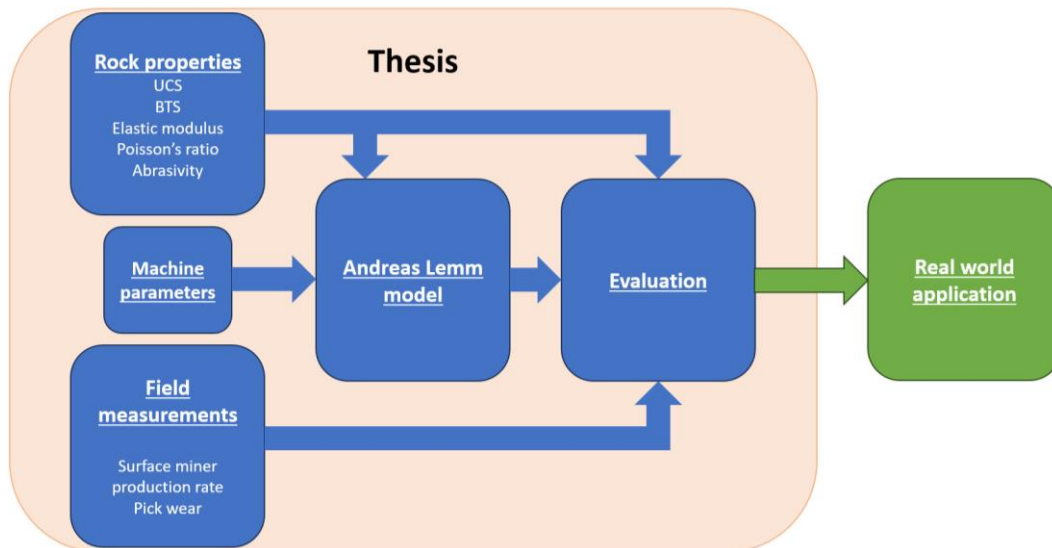 Thesis
Rock properties
UCS
BTS
Elastic modulus
Poisson's ratio
Abrasivity
Machine
parameters
Andreas Lemm
model
Evaluation
Real world
application
Field
measurements
Surface miner
production rate
Pick wear